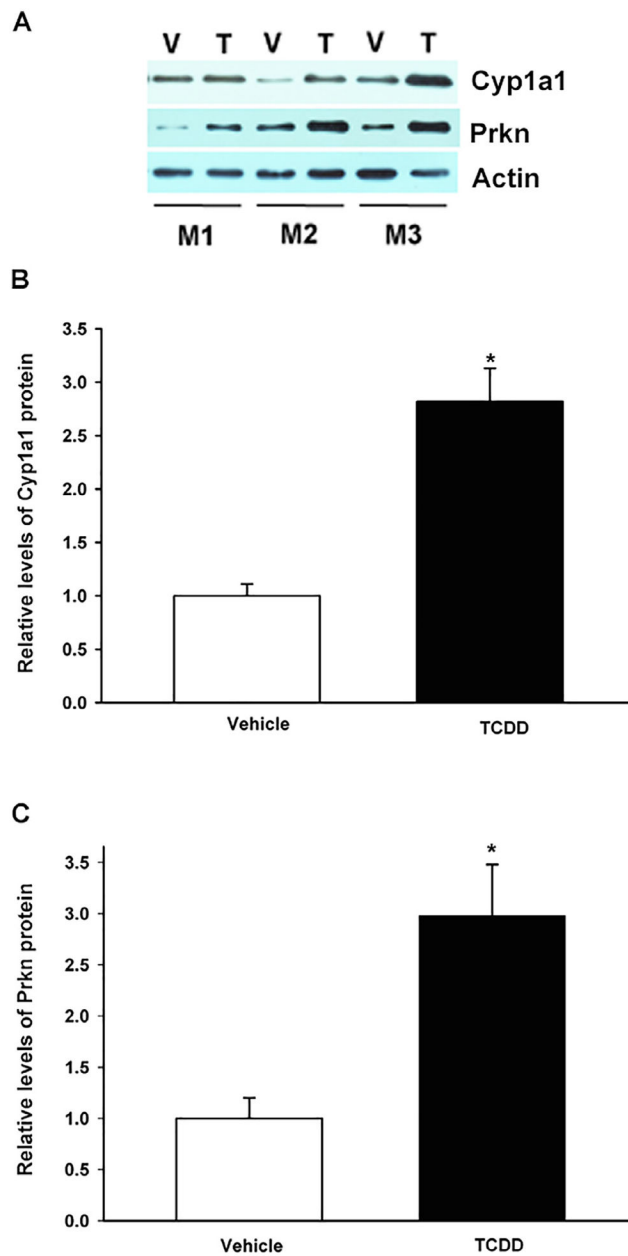 A
V T V T V T
Cyp1a1
Prkn
Actin
M1 M2 M3
B
Relative levels of Cyp1a1 protein
3.5
3.0
2.5
2.0
1.5
1.0
0.5
0.0
*
Vehicle TCDD
C
Relative levels of Prkn protein
3.5
3.0
2.5
2.0
1.5
1.0
0.5
0.0
*
Vehicle TCDD